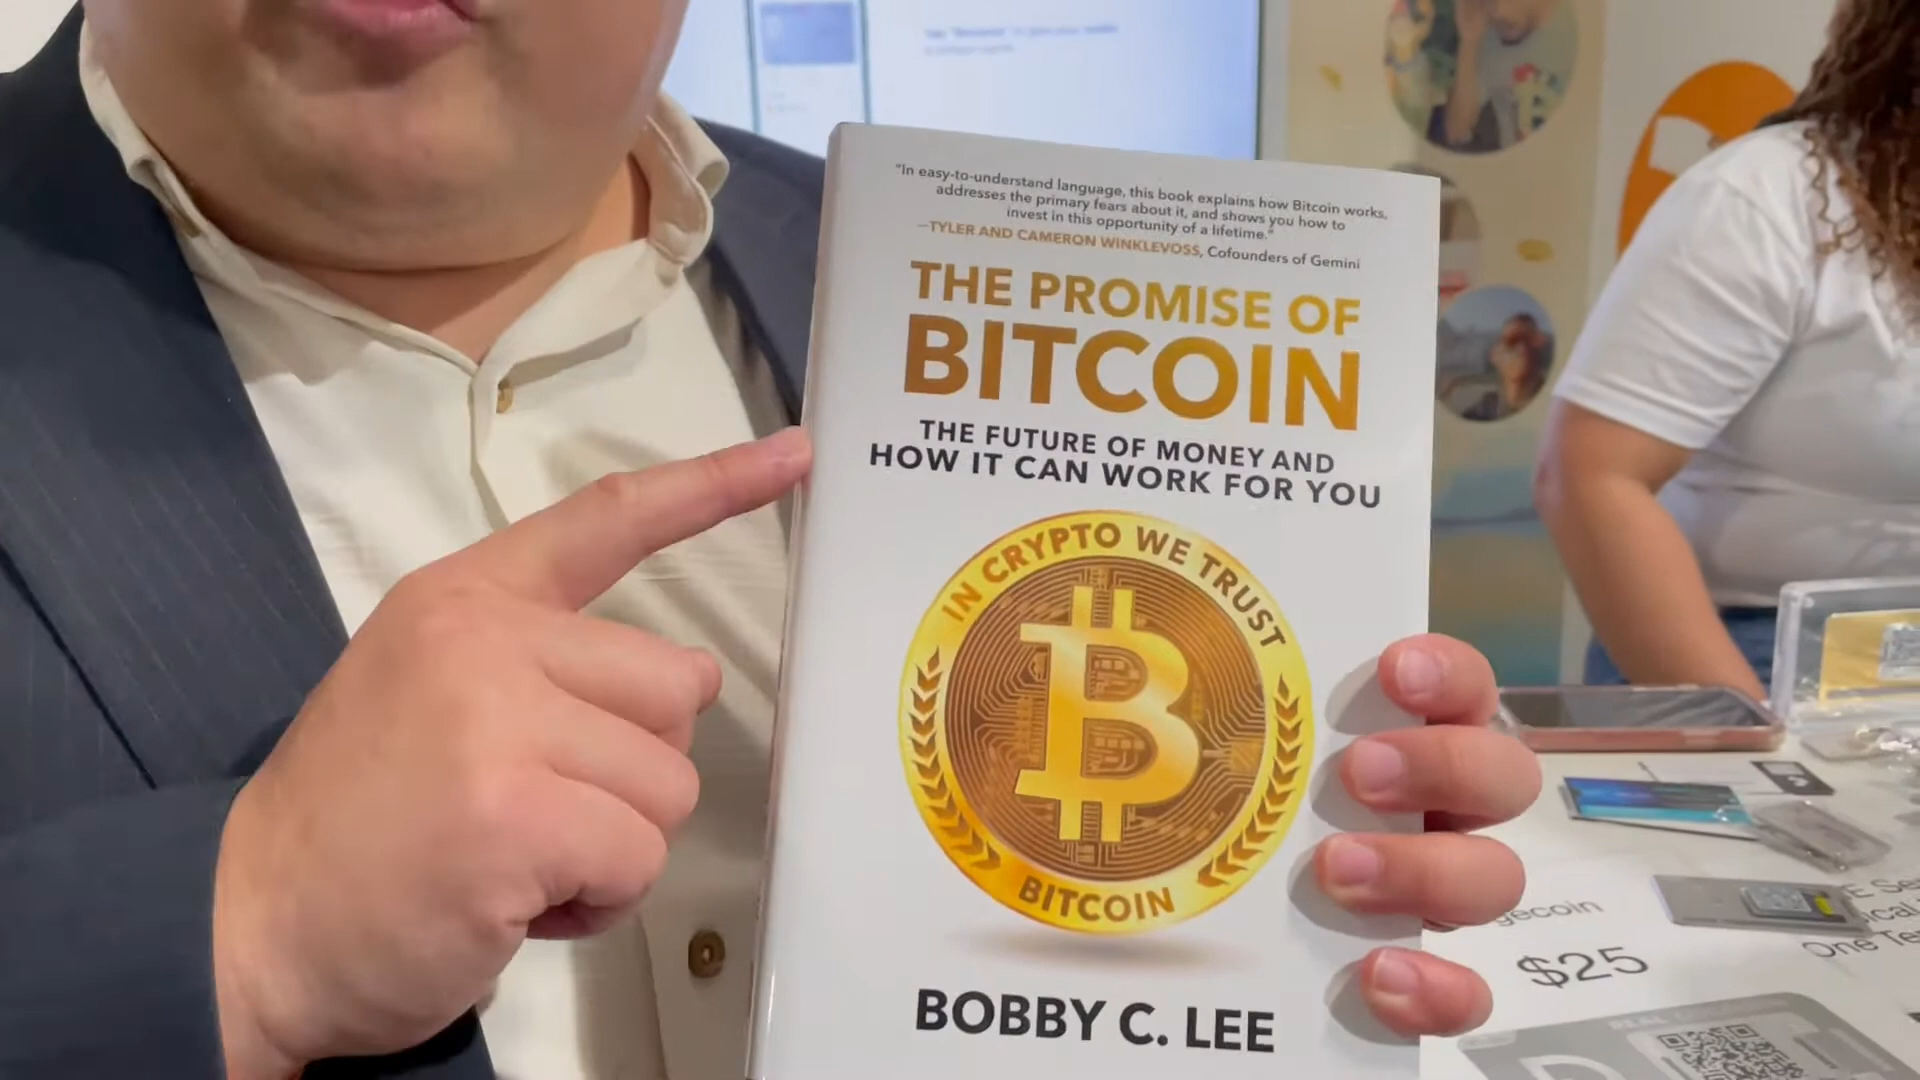 "In easy-to-understand language, this book explains how Bitcoin works,
addresses the primary fears about it, and shows you how to
invest in this opportunity of a lifetime."
—TYLER AND CAMERON WINKLEVOSS, Cofounders of Gemini
THE PROMISE OF
BITCOIN
THE FUTURE OF MONEY AND
HOW IT CAN WORK FOR YOU
IN CRYPTO WE TRUST
BITCOIN
BOBBY C. LEE
$25